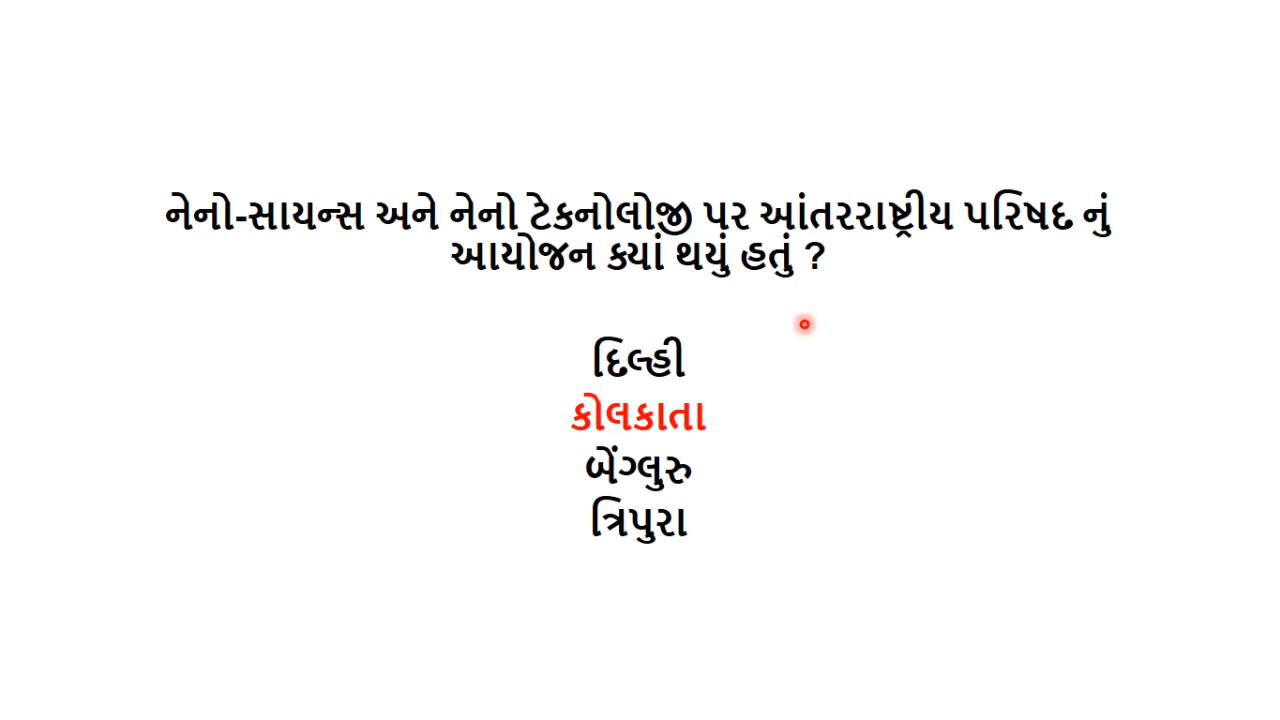 નેનો-સાયન્સ અને નેનો ટેકનોલોજી પર આંતરરાષ્ટ્રીય પરિષદ નું
આયોજન ક્યાં થયું હતું ?
દિલ્હી
કોલકાતા
બેંગ્લુરુ
ત્રિપુરા